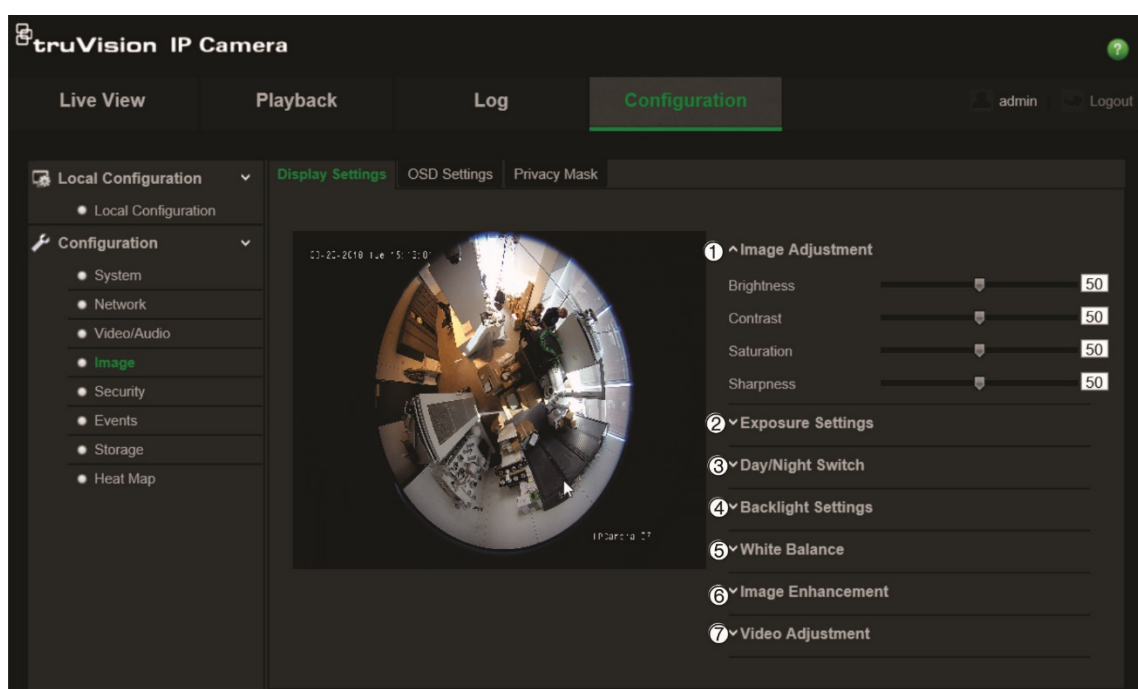 truVision IP Camera
?
Live View Playback Log Configuration admin Logout
Local Configuration
Local Configuration
Configuration
System
Network
Video/Audio
Image
Security
Events
Storage
Heat Map
Display Settings OSD Settings Privacy Mask
① Image Adjustment
Brightness 50
Contrast 50
Saturation 50
Sharpness 50
② Exposure Settings
③ Day/Night Switch
④ Backlight Settings
⑤ White Balance
⑥ Image Enhancement
⑦ Video Adjustment